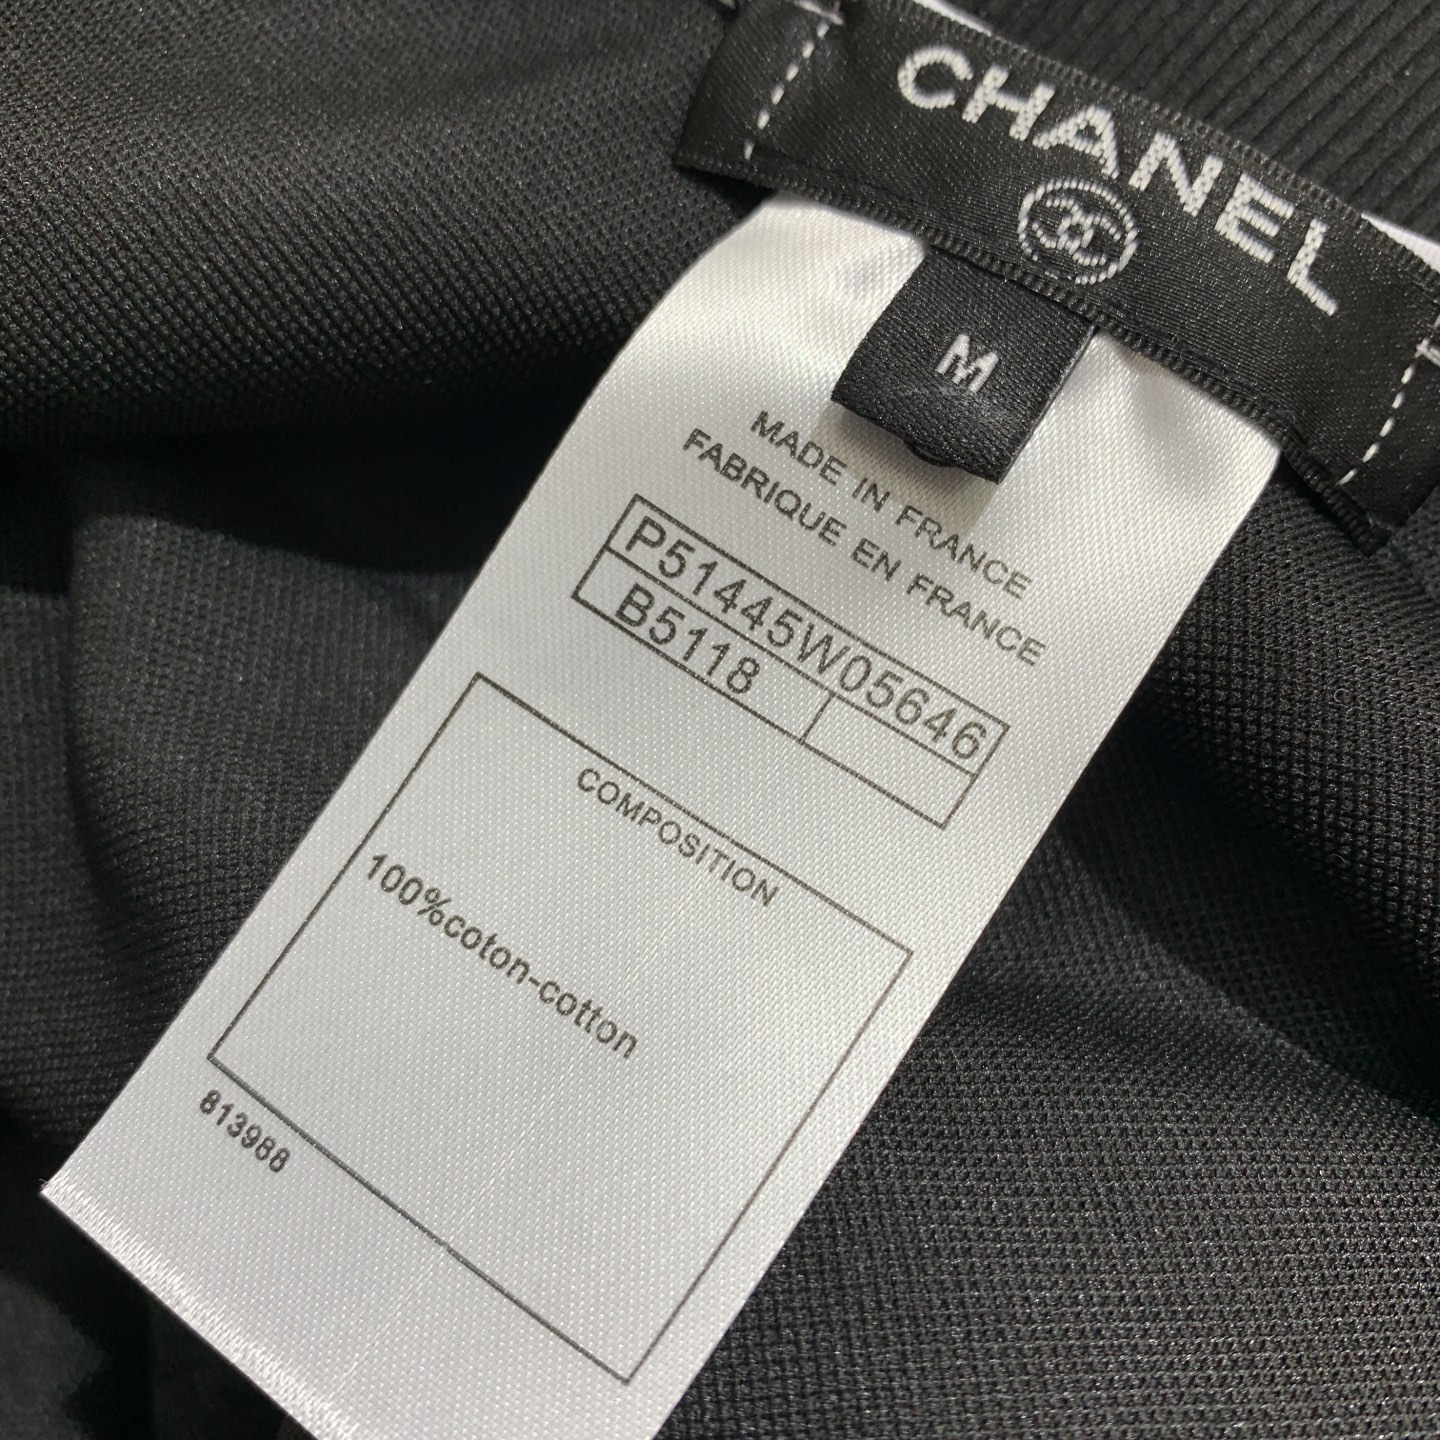 CHANEL
M
MADE IN FRANCE
FABRIQUE EN FRANCE
P51445W05646
B5118
COMPOSITION
100%coton-cotton
813988